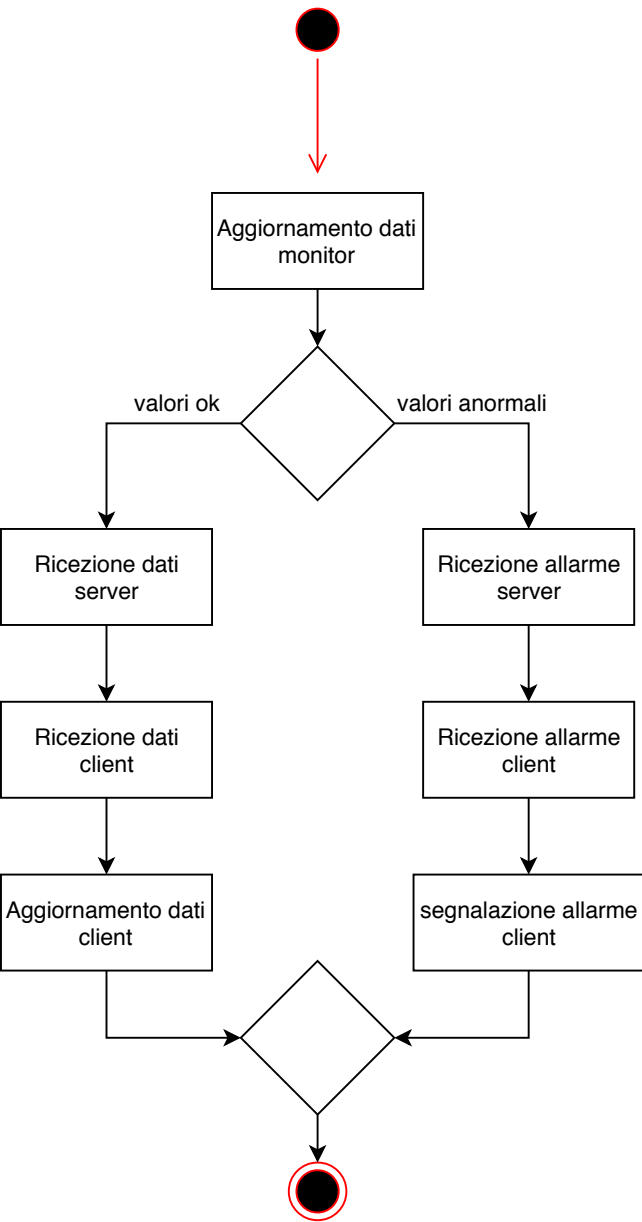 Aggiornamento dati
monitor
valori ok
valori anormali
Ricezione dati
server
Ricezione allarme
server
Ricezione dati
client
Ricezione allarme
client
Aggiornamento dati
client
segnalazione allarme
client